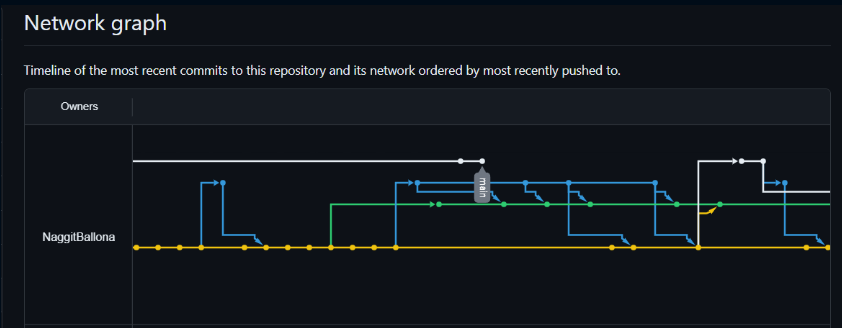 Network graph
Timeline of the most recent commits to this repository and its network ordered by most recently pushed to.
Owners
main
NaggitBallona